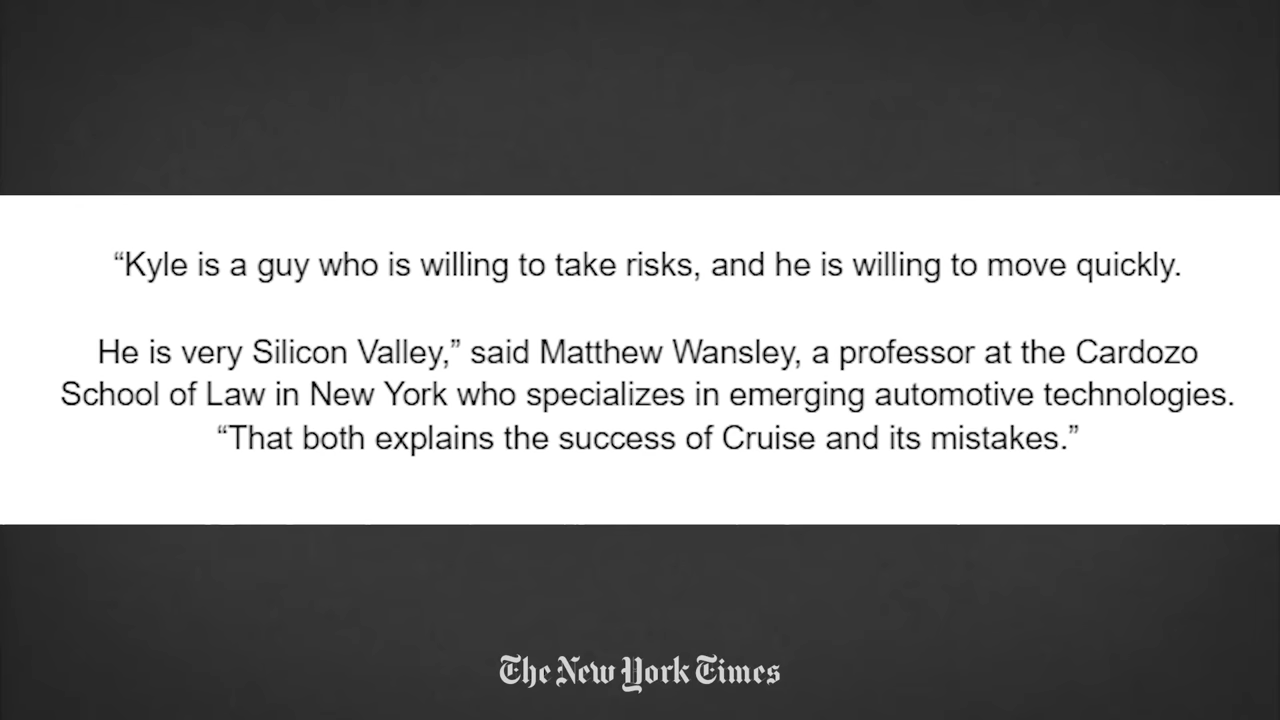 “Kyle is a guy who is willing to take risks, and he is willing to move quickly.
He is very Silicon Valley,” said Matthew Wansley, a professor at the Cardozo
School of Law in New York who specializes in emerging automotive technologies.
“That both explains the success of Cruise and its mistakes.”
The New York Times